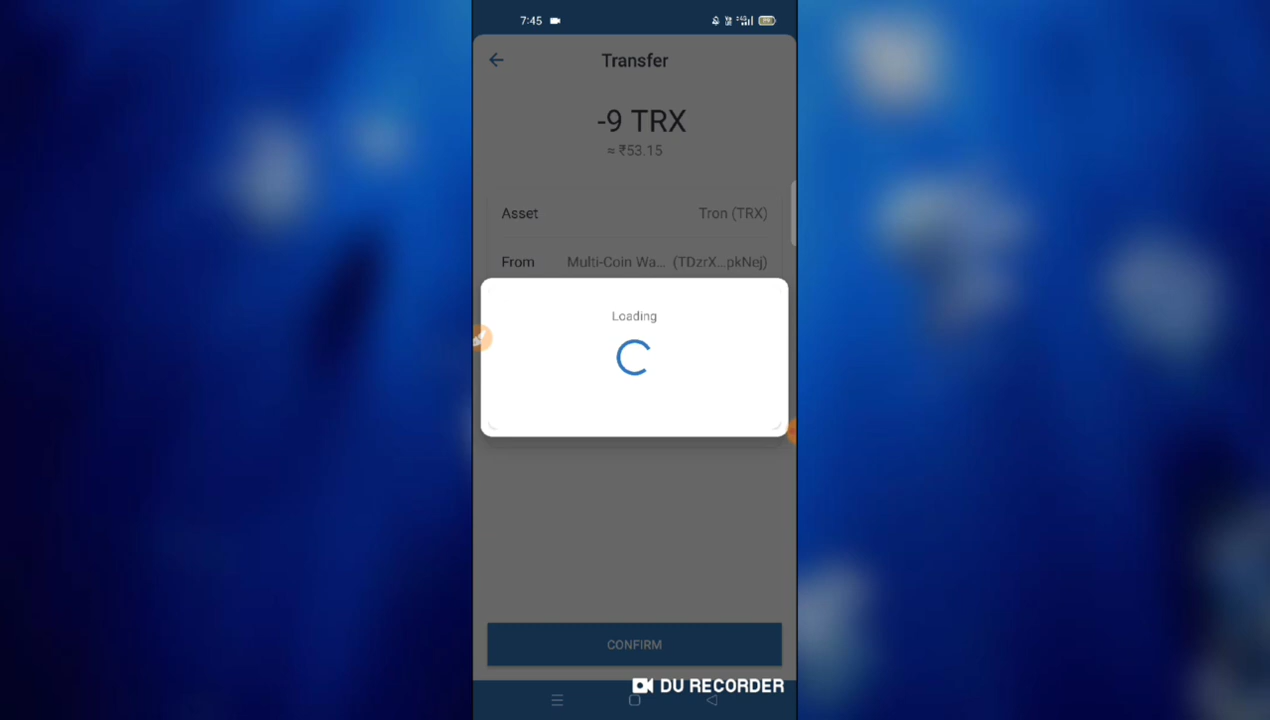 7:45
Transfer
-9 TRX
≈ ₹53.15
Asset Tron (TRX)
From Multi-Coin Wa... (TDzrX...pkNej)
Loading
CONFIRM
DU RECORDER